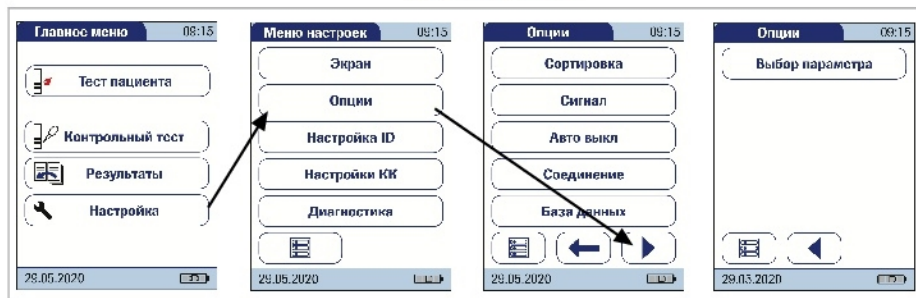 Главное меню 09:15
Тест пациента
Контрольный тест
Результаты
Настройка
29.05.2020
Меню настроек 09:15
Экран
Опции
Настройка ID
Настройки КК
Диагностика
29.05.2020
Опции 09:15
Сортировка
Сигнал
Авто выкл
Соединение
База данных
29.05.2020
Опции 09:15
Выбор параметра
29.05.2020